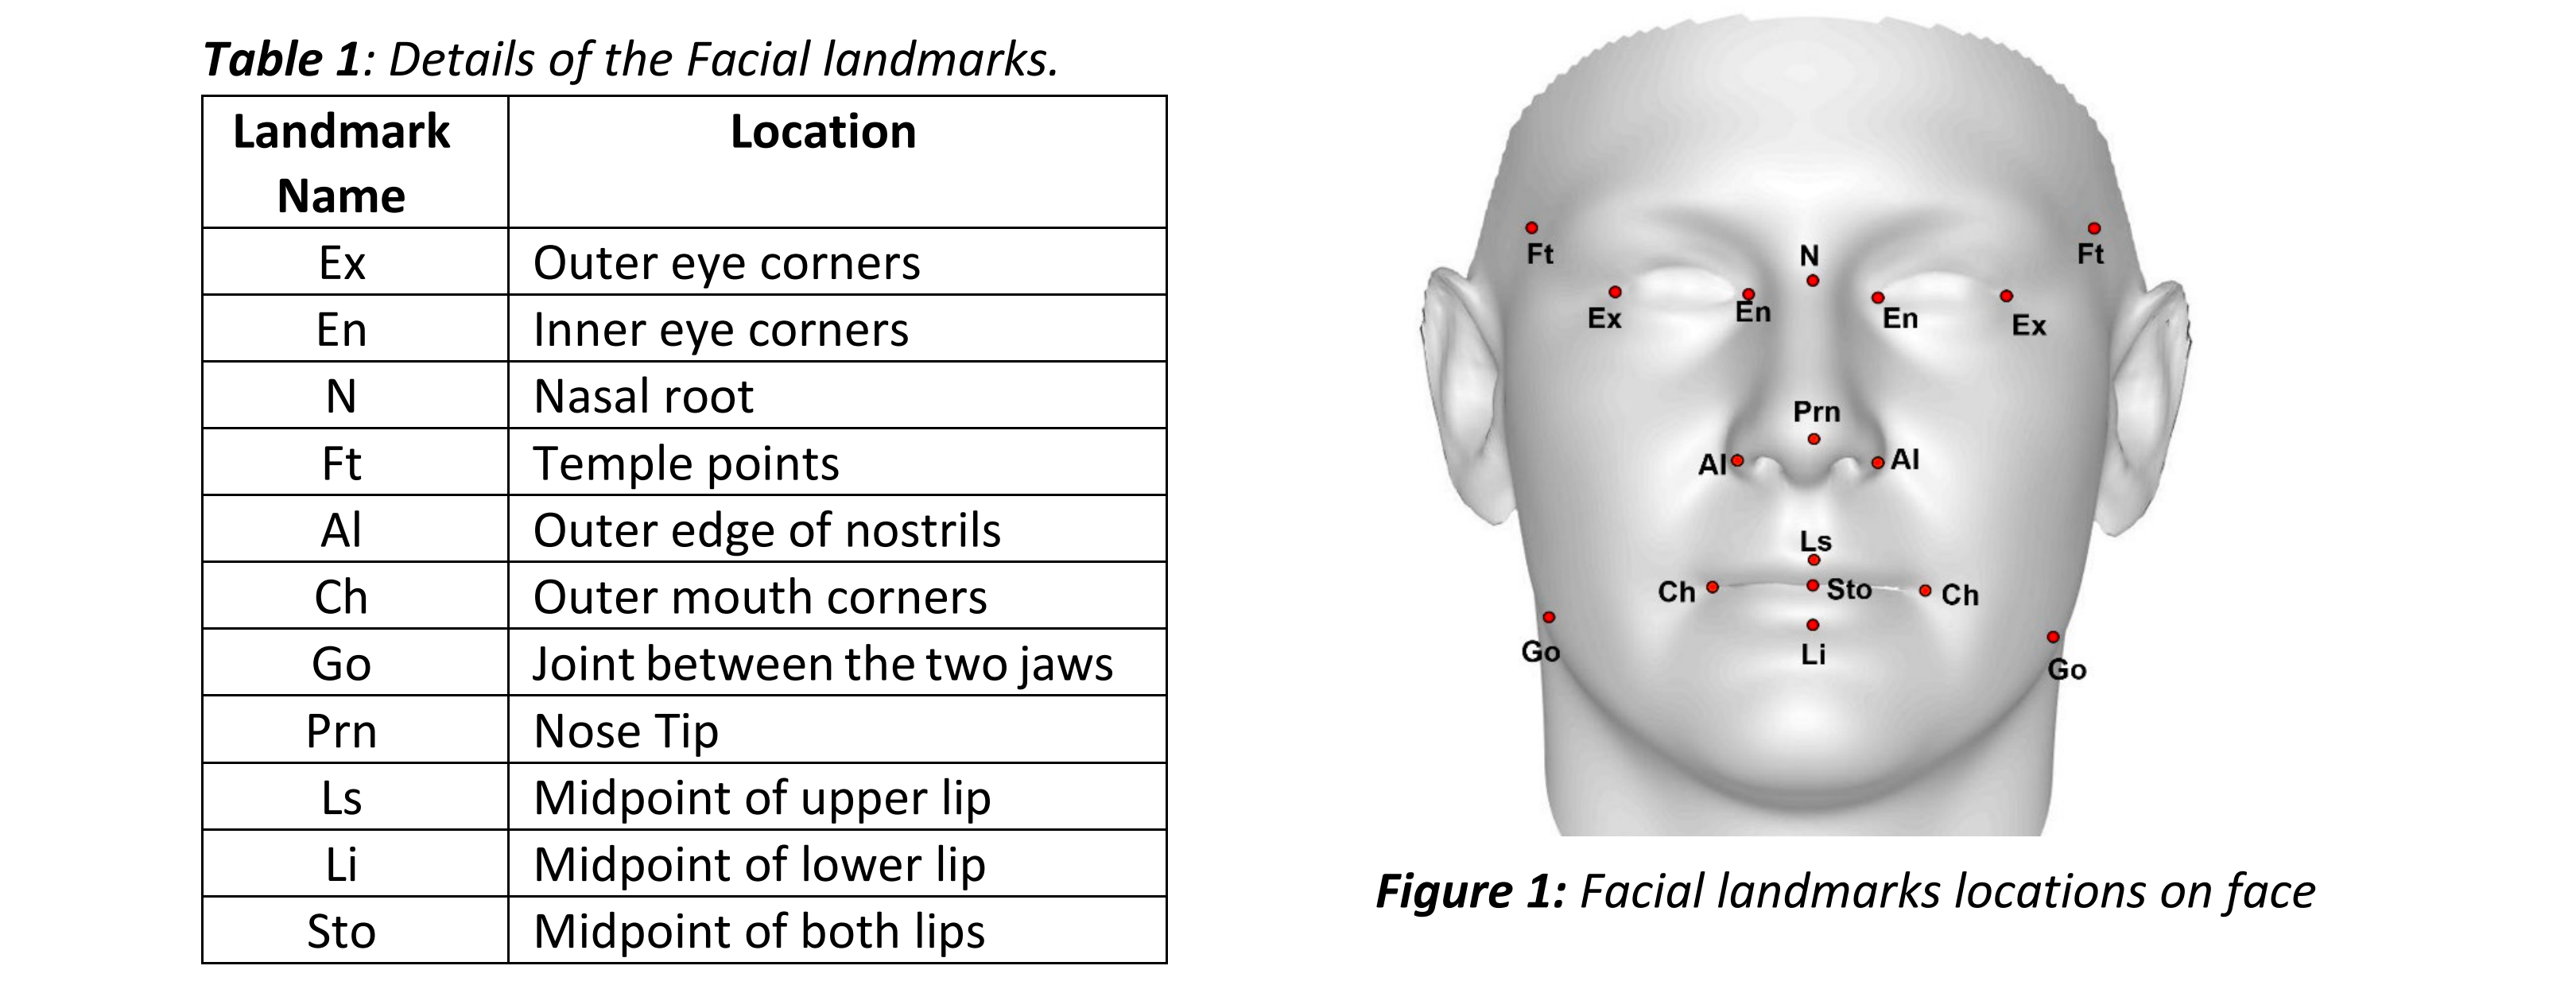 Table 1: Details of the Facial landmarks.
Landmark Name Location
Ex Outer eye corners
En Inner eye corners
N Nasal root
Ft Temple points
Al Outer edge of nostrils
Ch Outer mouth corners
Go Joint between the two jaws
Prn Nose Tip
Ls Midpoint of upper lip
Li Midpoint of lower lip
Sto Midpoint of both lips
Ft Ft
N
Ex En En Ex
Prn
Al Al
Ls
Ch Sto Ch
Go Li Go
Figure 1: Facial landmarks locations on face